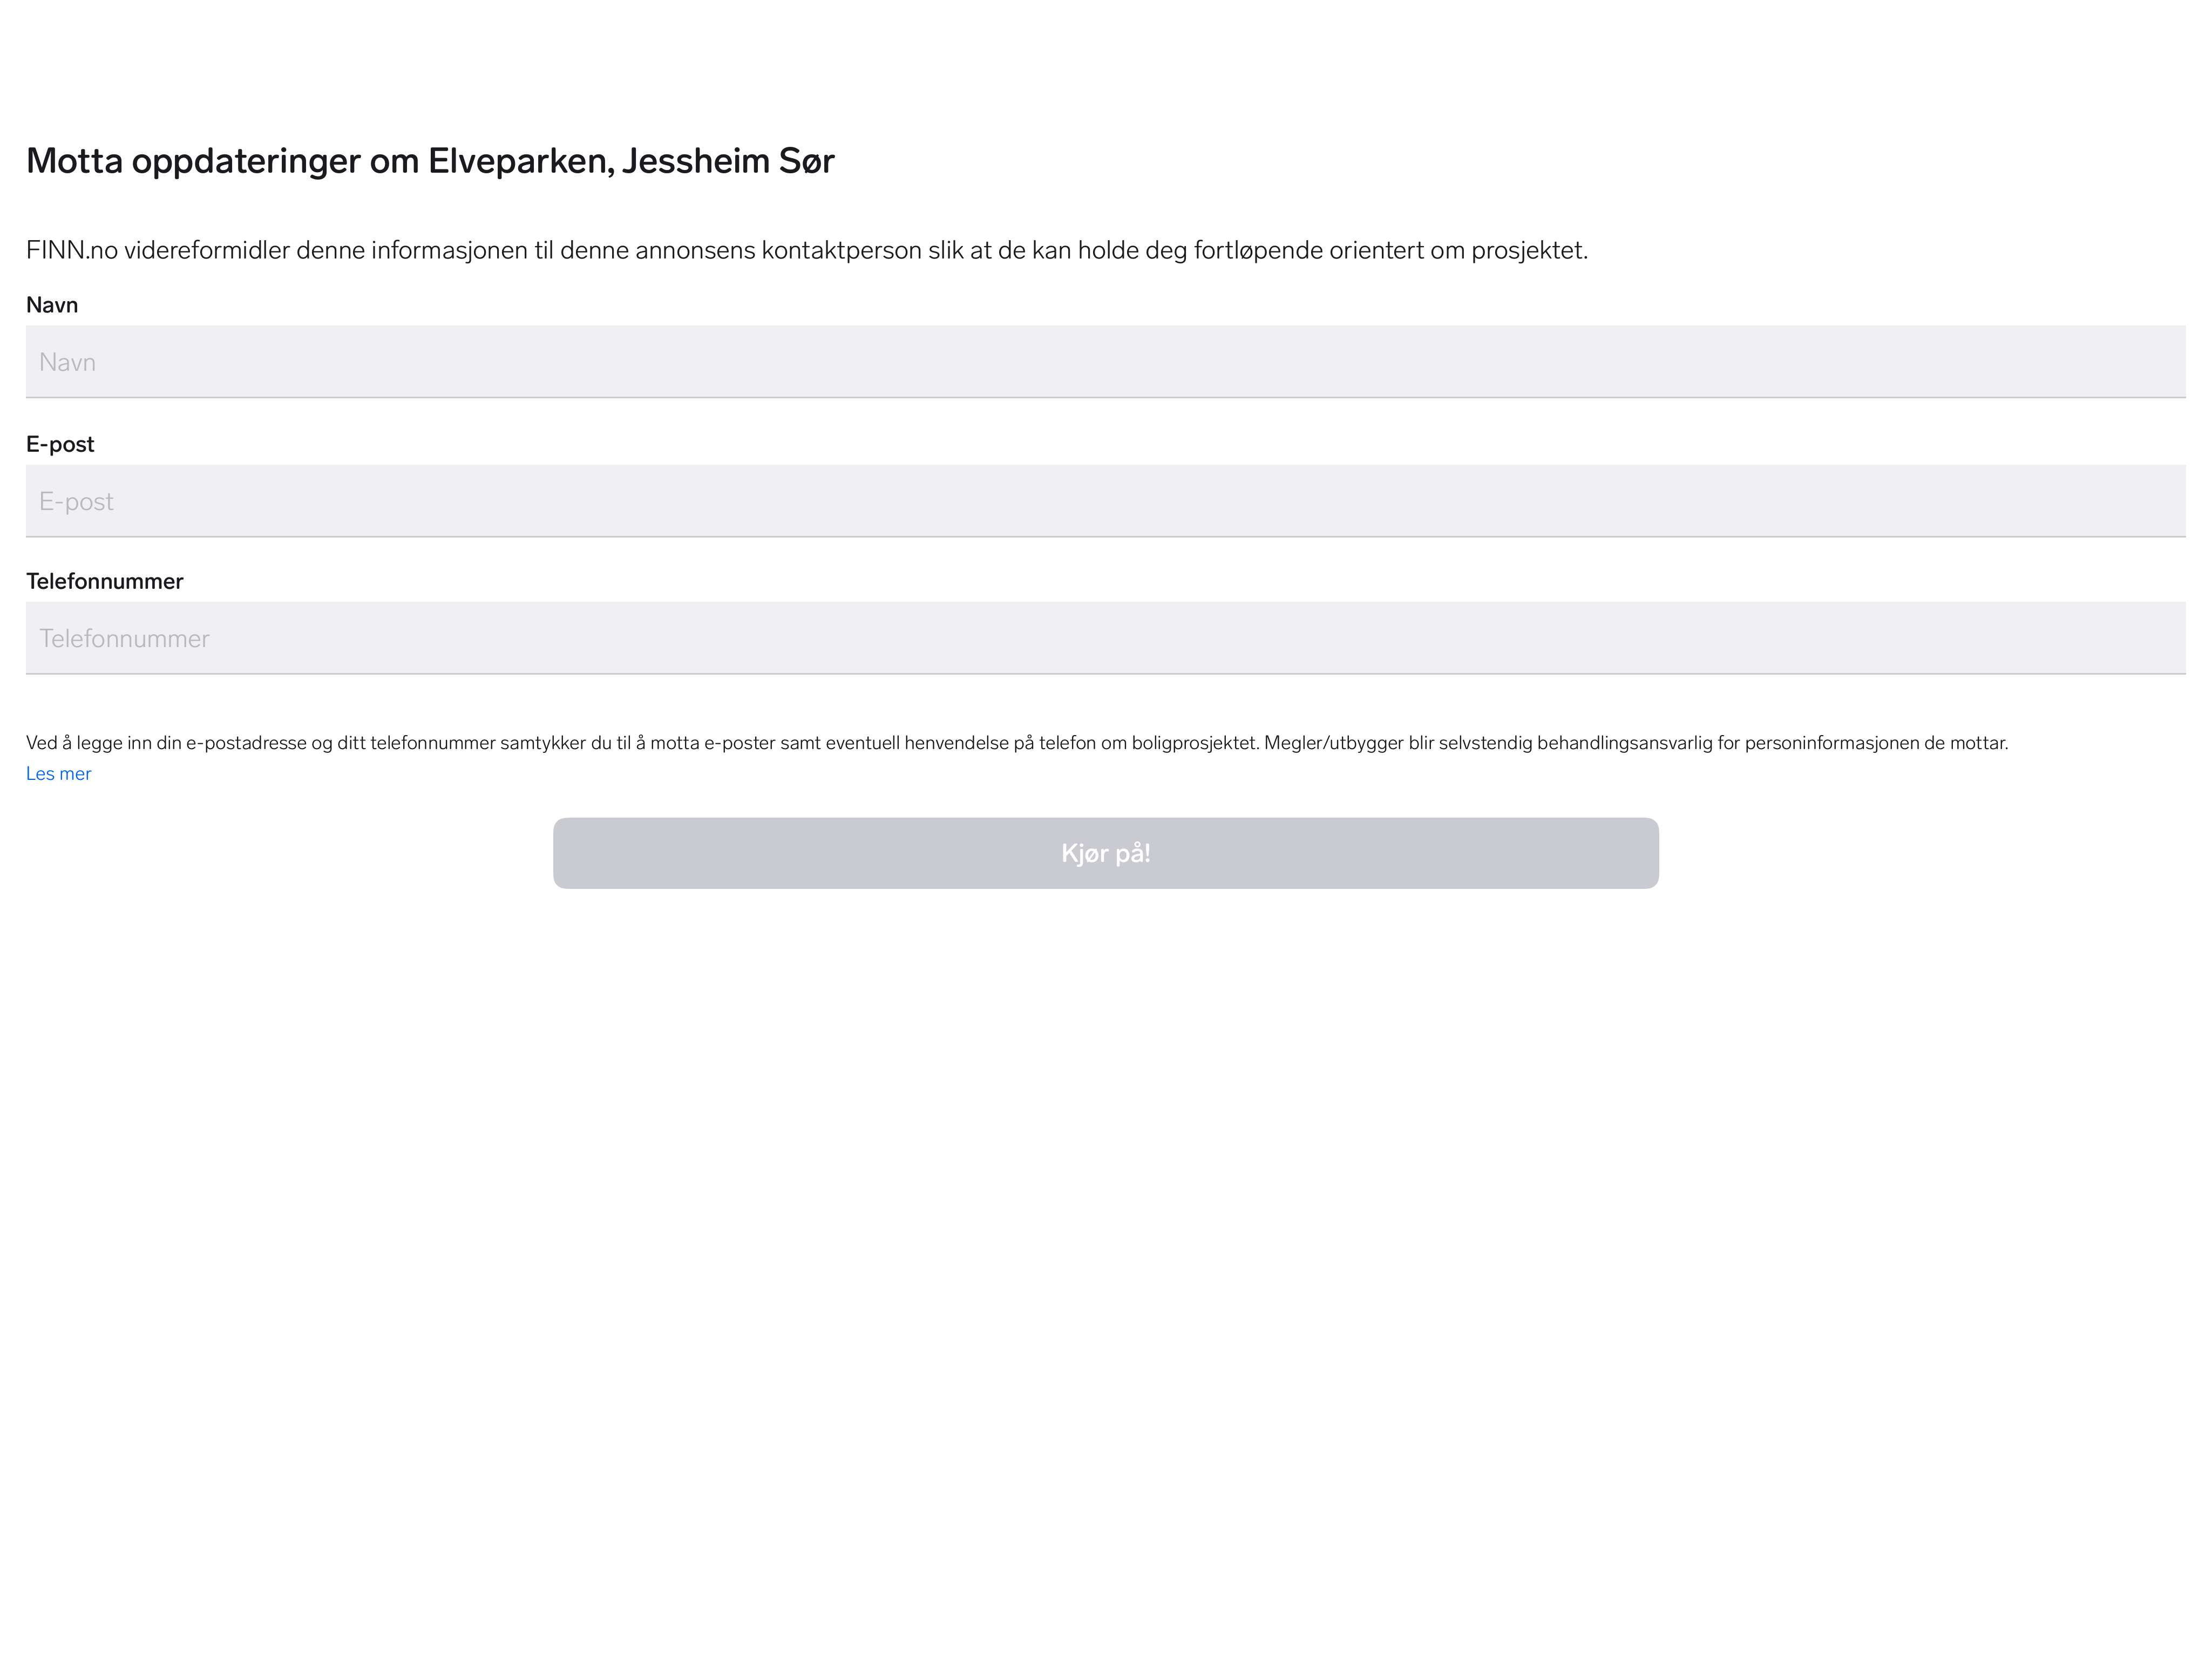 Motta oppdateringer om Elveparken, Jessheim Sør
FINN.no videreformidler denne informasjonen til denne annonsens kontaktperson slik at de kan holde deg fortløpende orientert om prosjektet.
Navn
Navn
E-post
E-post
Telefonnummer
Telefonnummer
Ved å legge inn din e-postadresse og ditt telefonnummer samtykker du til å motta e-poster samt eventuell henvendelse på telefon om boligprosjektet. Megler/utbygger blir selvstendig behandlingsansvarlig for personinformasjonen de mottar.
Les mer
Kjør på!